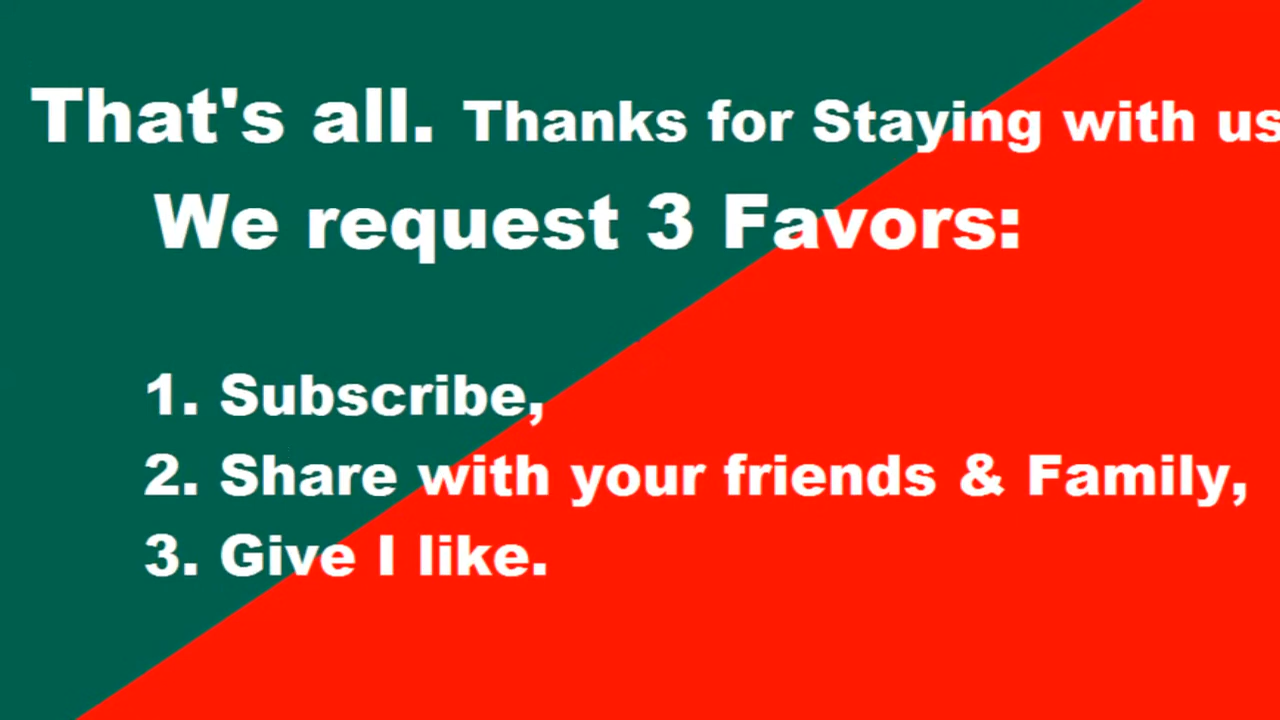 That's all. Thanks for Staying with us
We request 3 Favors:
1. Subscribe,
2. Share with your friends & Family,
3. Give I like.